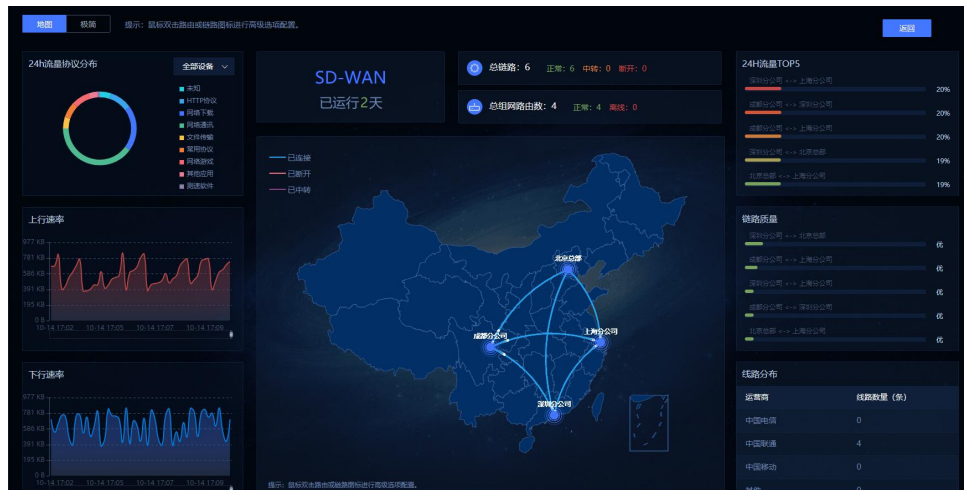 地图 极简 提示：鼠标双击路由或链路图标进行高级选项配置。 返回
24h流量协议分布 全部设备
未知
HTTP协议
网络下载
网络通讯
文件传输
常用协议
网络游戏
其他应用
测速软件
SD-WAN
已运行2天
总链路：6 正常：6 中转：0 断开：0
总组网路由数：4 正常：4 离线：0
24H流量TOP5
深圳分公司 <-> 上海分公司
20%
成都分公司 <-> 深圳分公司
20%
成都分公司 <-> 上海分公司
20%
深圳分公司 <-> 北京总部
19%
北京总部 <-> 上海分公司
19%
上行速率
977 KB
781 KB
586 KB
391 KB
195 KB
0 B
10-14 17:02 10-14 17:05 10-14 17:07 10-14 17:09
下行速率
977 KB
781 KB
586 KB
391 KB
195 KB
0 B
10-14 17:02 10-14 17:05 10-14 17:07 10-14 17:09
已连接
已断开
已中转
北京总部
成都分公司
上海分公司
深圳分公司
提示：鼠标双击路由或链路图标进行高级选项配置。
链路质量
深圳分公司 <-> 北京总部
优
成都分公司 <-> 上海分公司
优
深圳分公司 <-> 上海分公司
优
成都分公司 <-> 深圳分公司
优
北京总部 <-> 上海分公司
优
线路分布
运营商 线路数量（条）
中国电信 0
中国联通 4
中国移动 0